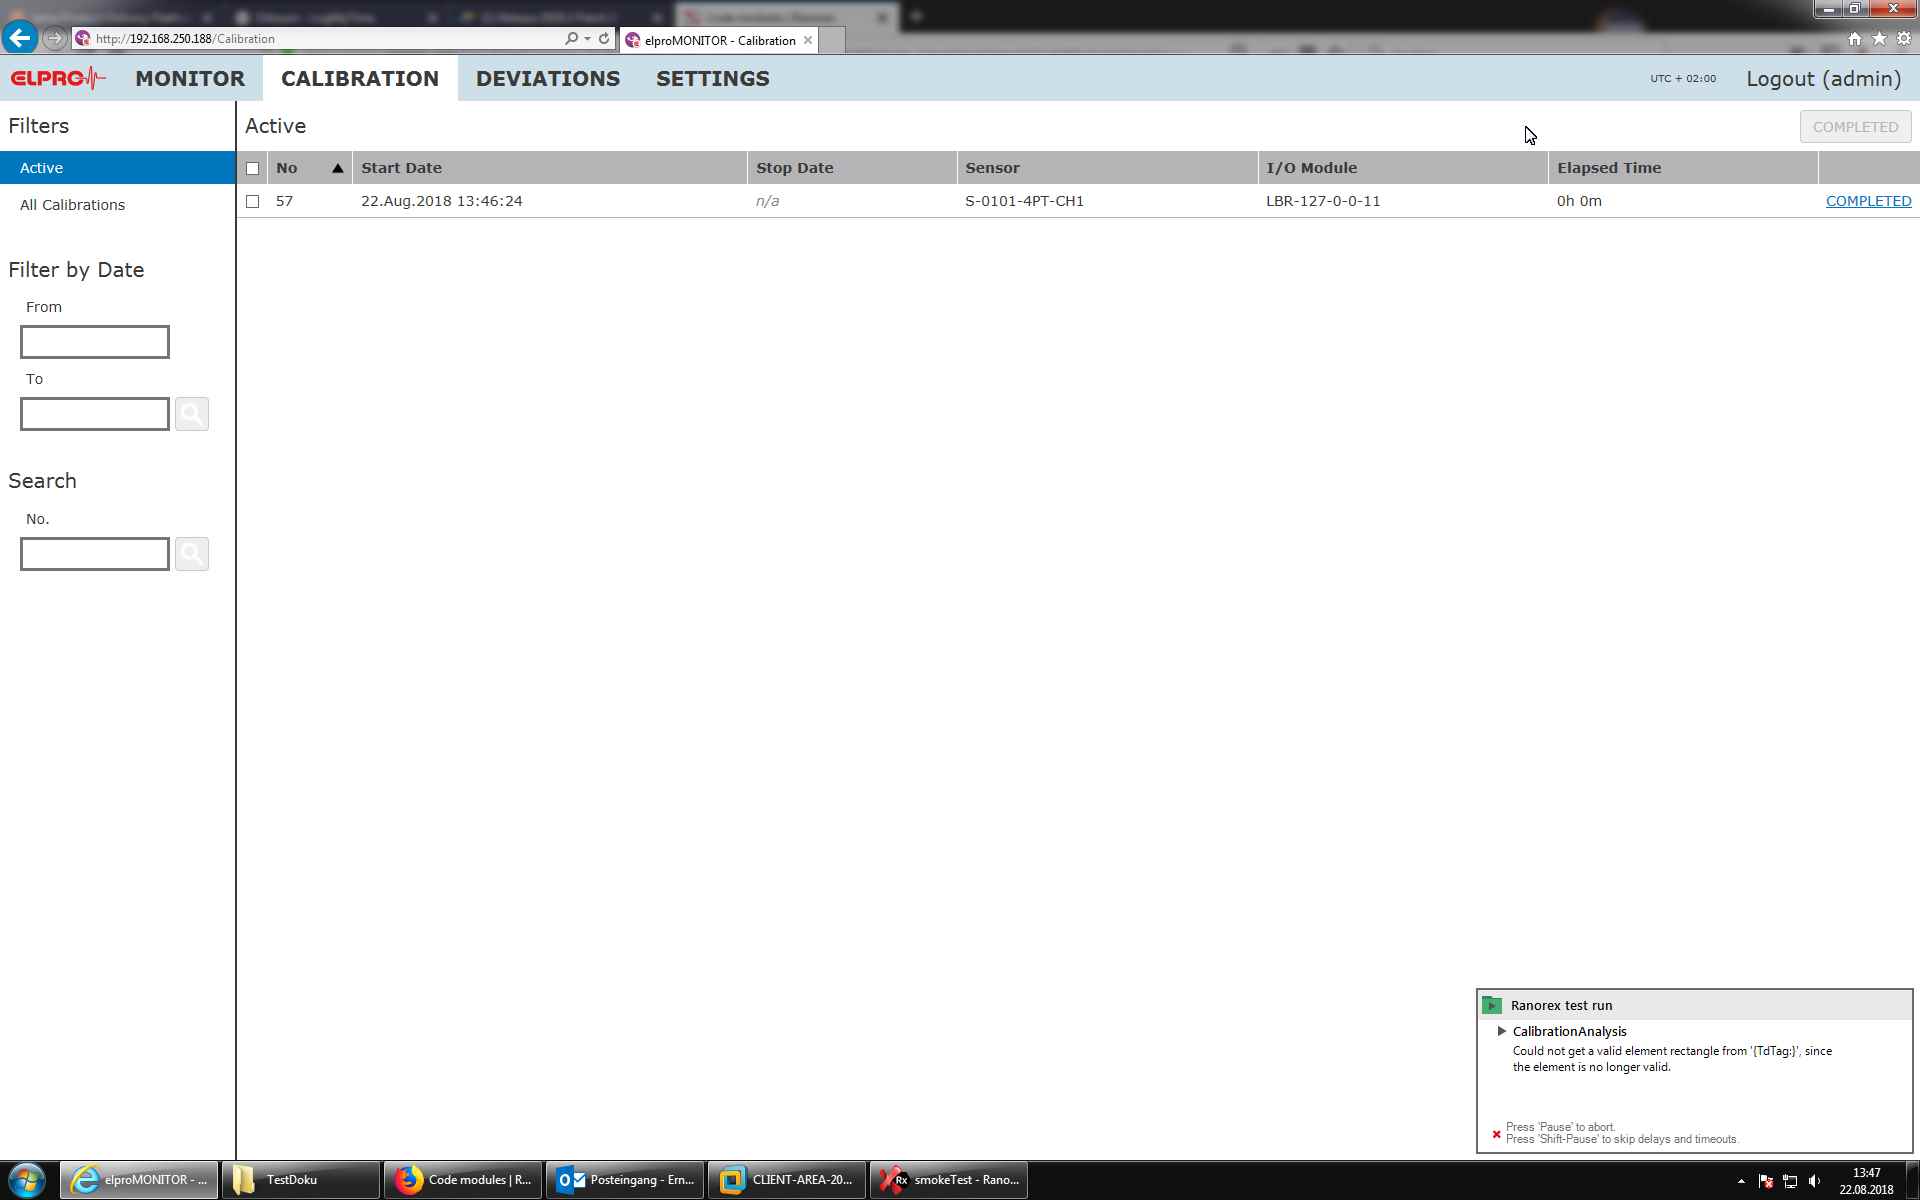 http://192.168.250.188/Calibration
elproMONITOR - Calibration
ELPRO
MONITOR
CALIBRATION
DEVIATIONS
SETTINGS
UTC + 02:00
Logout (admin)
Filters
Active
COMPLETED
Active
No
Start Date
Stop Date
Sensor
I/O Module
Elapsed Time
57
22.Aug.2018 13:46:24
n/a
S-0101-4PT-CH1
LBR-127-0-0-11
0h 0m
COMPLETED
All Calibrations
Filter by Date
From
To
Search
No.
Ranorex test run
CalibrationAnalysis
Could not get a valid element rectangle from '{TdTag:}', since
the element is no longer valid.
Press 'Pause' to abort.
Press 'Shift-Pause' to skip delays and timeouts.
elproMONITOR - ...
TestDoku
Code modules | R...
Posteingang - Ern...
CLIENT-AREA-20...
Rx
smokeTest - Rano...
13:47
22.08.2018